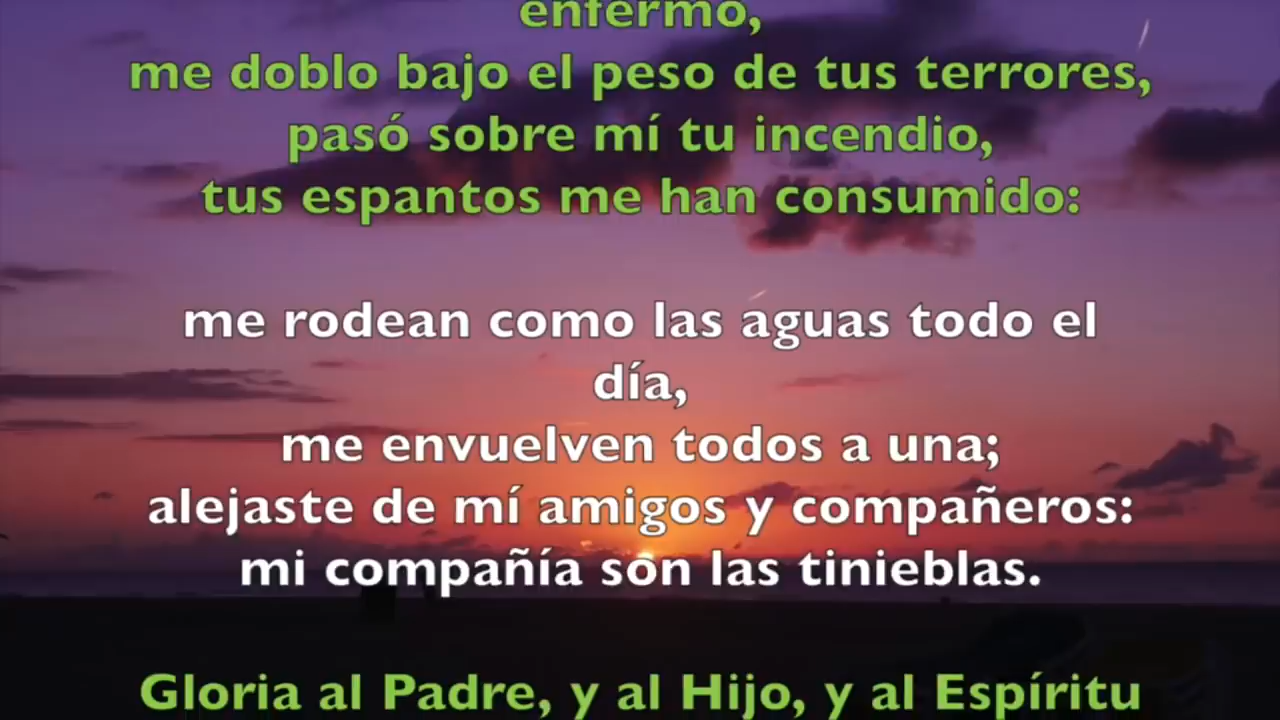 enfermo,
me doblo bajo el peso de tus terrores,
pasó sobre mí tu incendio,
tus espantos me han consumido:
me rodean como las aguas todo el
día,
me envuelven todos a una;
alejaste de mí amigos y compañeros:
mi compañía son las tinieblas.
Gloria al Padre, y al Hijo, y al Espíritu